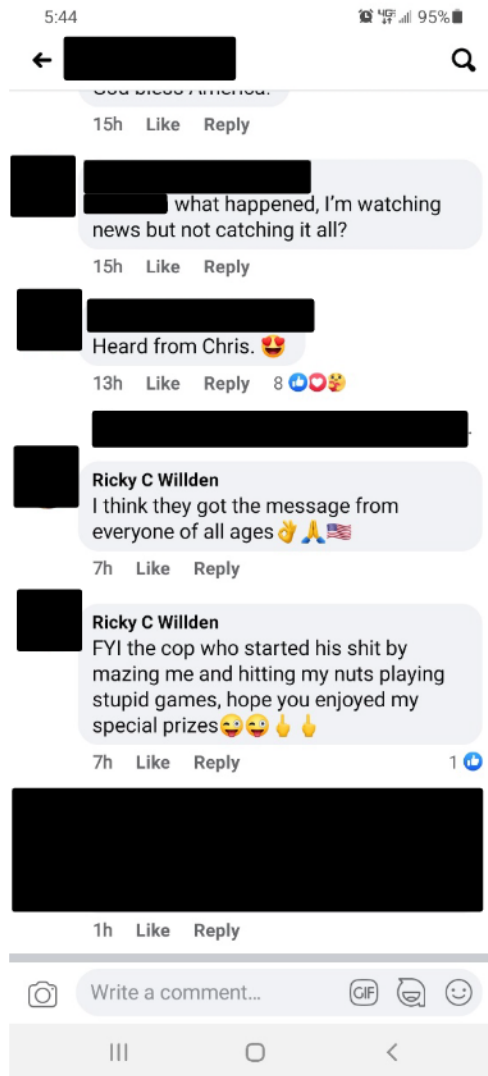 5:44
95%
God bless America!
15h Like Reply
what happened, I'm watching
news but not catching it all?
15h Like Reply
Heard from Chris. 😍
13h Like Reply 8
Ricky C Willden
I think they got the message from
everyone of all ages👌🙏🇺🇸
7h Like Reply
Ricky C Willden
FYI the cop who started his shit by
mazing me and hitting my nuts playing
stupid games, hope you enjoyed my
special prizes😜😜🖕🖕
7h Like Reply
1
1h Like Reply
Write a comment...
GIF